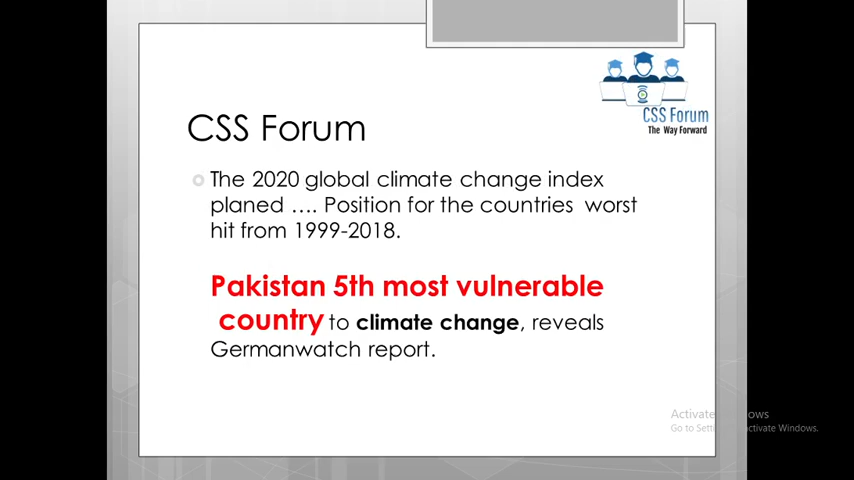 CSS Forum
The Way Forward
CSS Forum
The 2020 global climate change index
planed .... Position for the countries worst
hit from 1999-2018.
Pakistan 5th most vulnerable
country to climate change, reveals
Germanwatch report.
Activate ows
Go to Setti activate Windows.